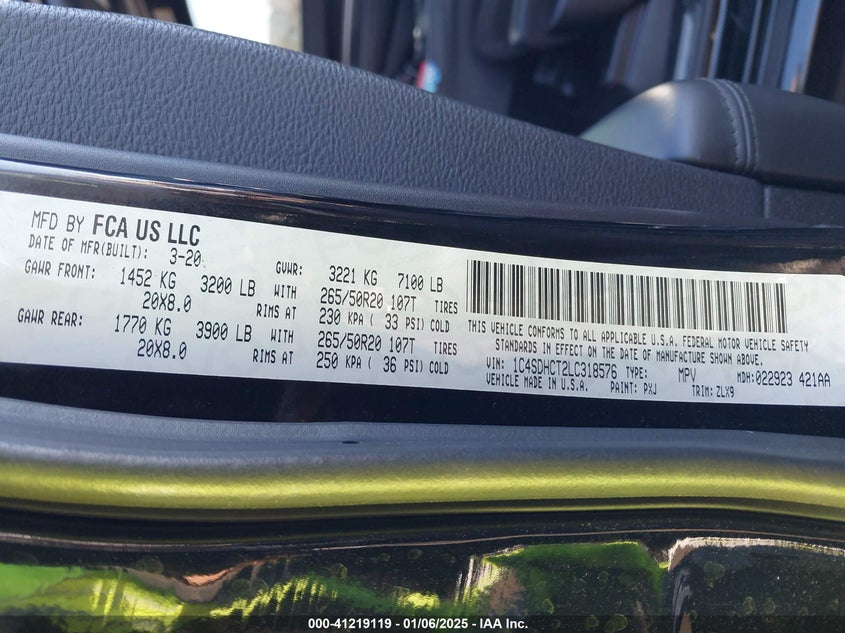 MFD BY FCA US LLC
DATE OF MFR(BUILT): 3-20 GVWR: 3221 KG 7100 LB
GAWR FRONT: 1452 KG 3200 LB WITH 265/50R20 107T TIRES
20X8.0 RIMS AT 230 KPA ( 33 PSI) COLD
GAWR REAR: 1770 KG 3900 LB WITH 265/50R20 107T TIRES
20X8.0 RIMS AT 250 KPA ( 36 PSI) COLD
THIS VEHICLE CONFORMS TO ALL APPLICABLE U.S.A. FEDERAL MOTOR VEHICLE SAFETY
STANDARDS IN EFFECT ON THE DATE OF MANUFACTURE SHOWN ABOVE.
VIN: 1C4SDHCT2LC318576 TYPE: MPV MDH: 022923 421AA
VEHICLE MADE IN U.S.A. PAINT: PXJ TRIM: ZLX9
000-41219119 - 01/06/2025 - IAA Inc.